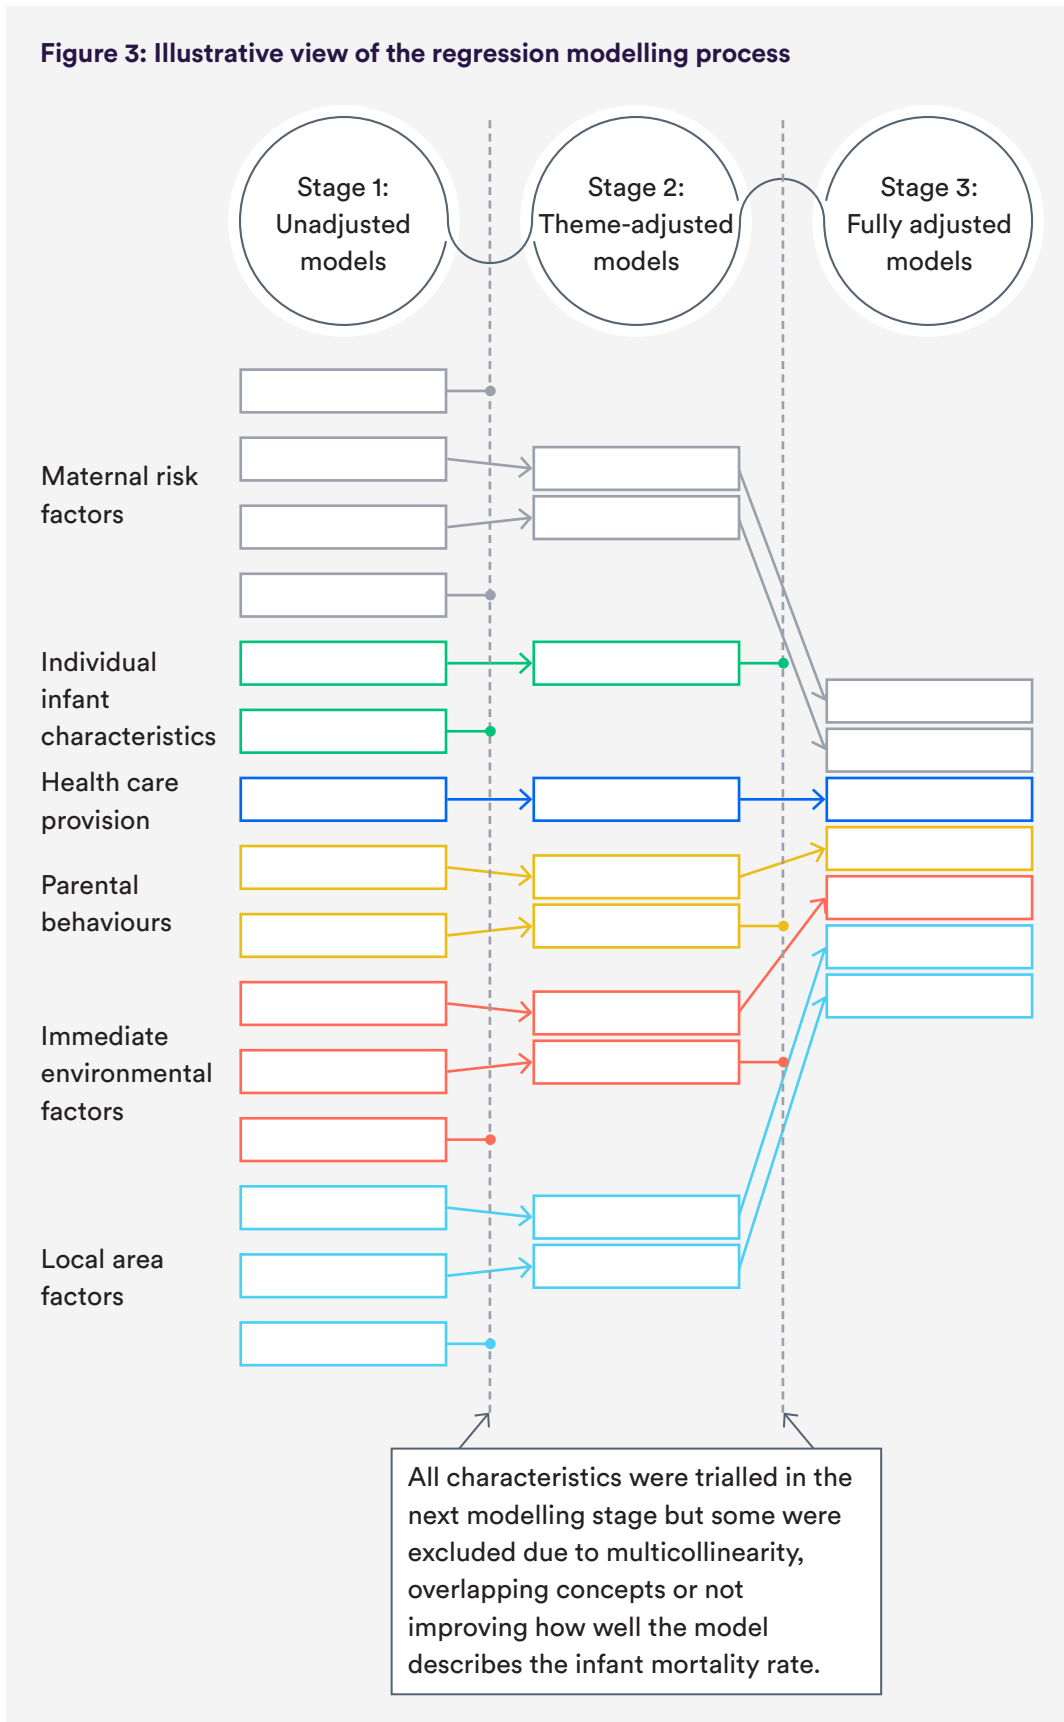 Figure 3: Illustrative view of the regression modelling process
Stage 1:
Unadjusted
models
Stage 2:
Theme-adjusted
models
Stage 3:
Fully adjusted
models
Maternal risk
factors
Individual
infant
characteristics
Health care
provision
Parental
behaviours
Immediate
environmental
factors
Local area
factors
All characteristics were trialled in the
next modelling stage but some were
excluded due to multicollinearity,
overlapping concepts or not
improving how well the model
describes the infant mortality rate.